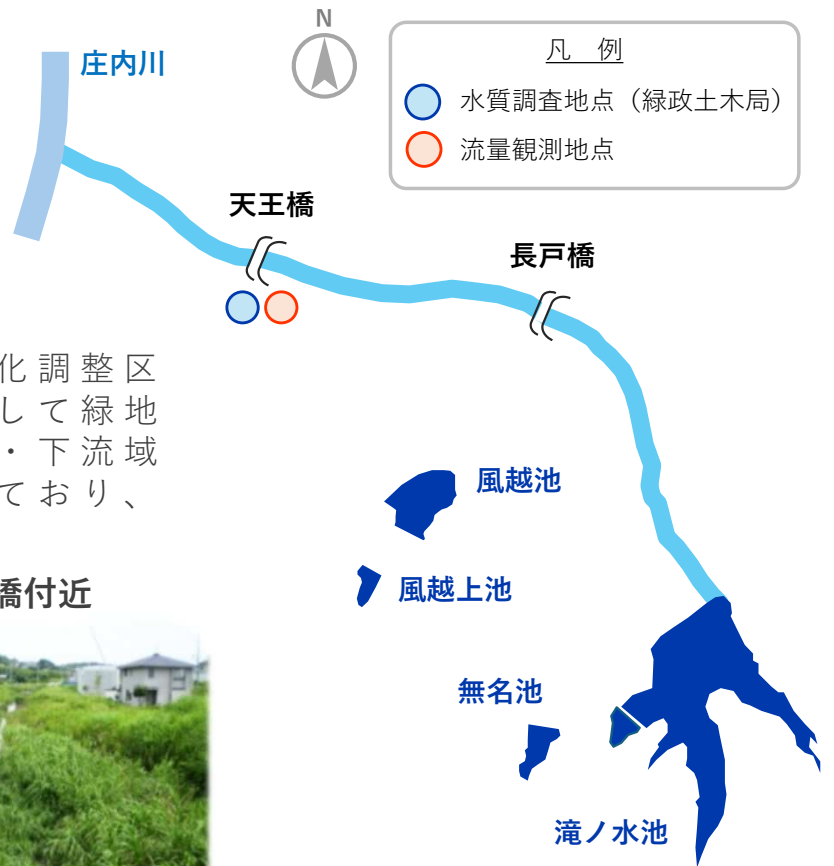 N
庄内川
凡 例
水質調査地点（緑政土木局）
流量観測地点
天王橋
長戸橋
化調整区
して緑地
・下流域
ており、
風越池
風越上池
橋付近
無名池
滝ノ水池